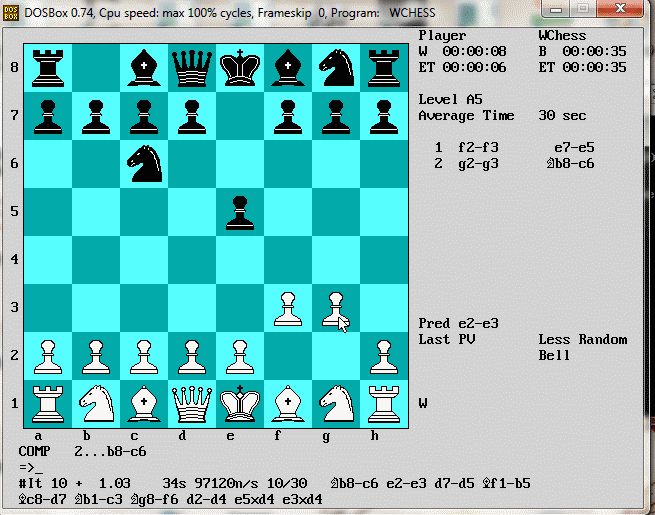 DOS BOX DOSBox 0.74, Cpu speed: max 100% cycles, Frameskip 0, Program: WCHESS
Player WChess
W 00:00:08 B 00:00:35
ET 00:00:06 ET 00:00:35
Level A5
Average Time 30 sec
1 f2-f3 e7-e5
2 g2-g3 ♘b8-c6
Pred e2-e3
Last PV Less Random
Bell
W
8
7
6
5
4
3
2
1
a b c d e f g h
COMP 2...b8-c6
=>_
#It 10 + 1.03 34s 97120n/s 10/30 ♘b8-c6 e2-e3 d7-d5 ♗f1-b5
♗c8-d7 ♘b1-c3 ♘g8-f6 d2-d4 e5xd4 e3xd4